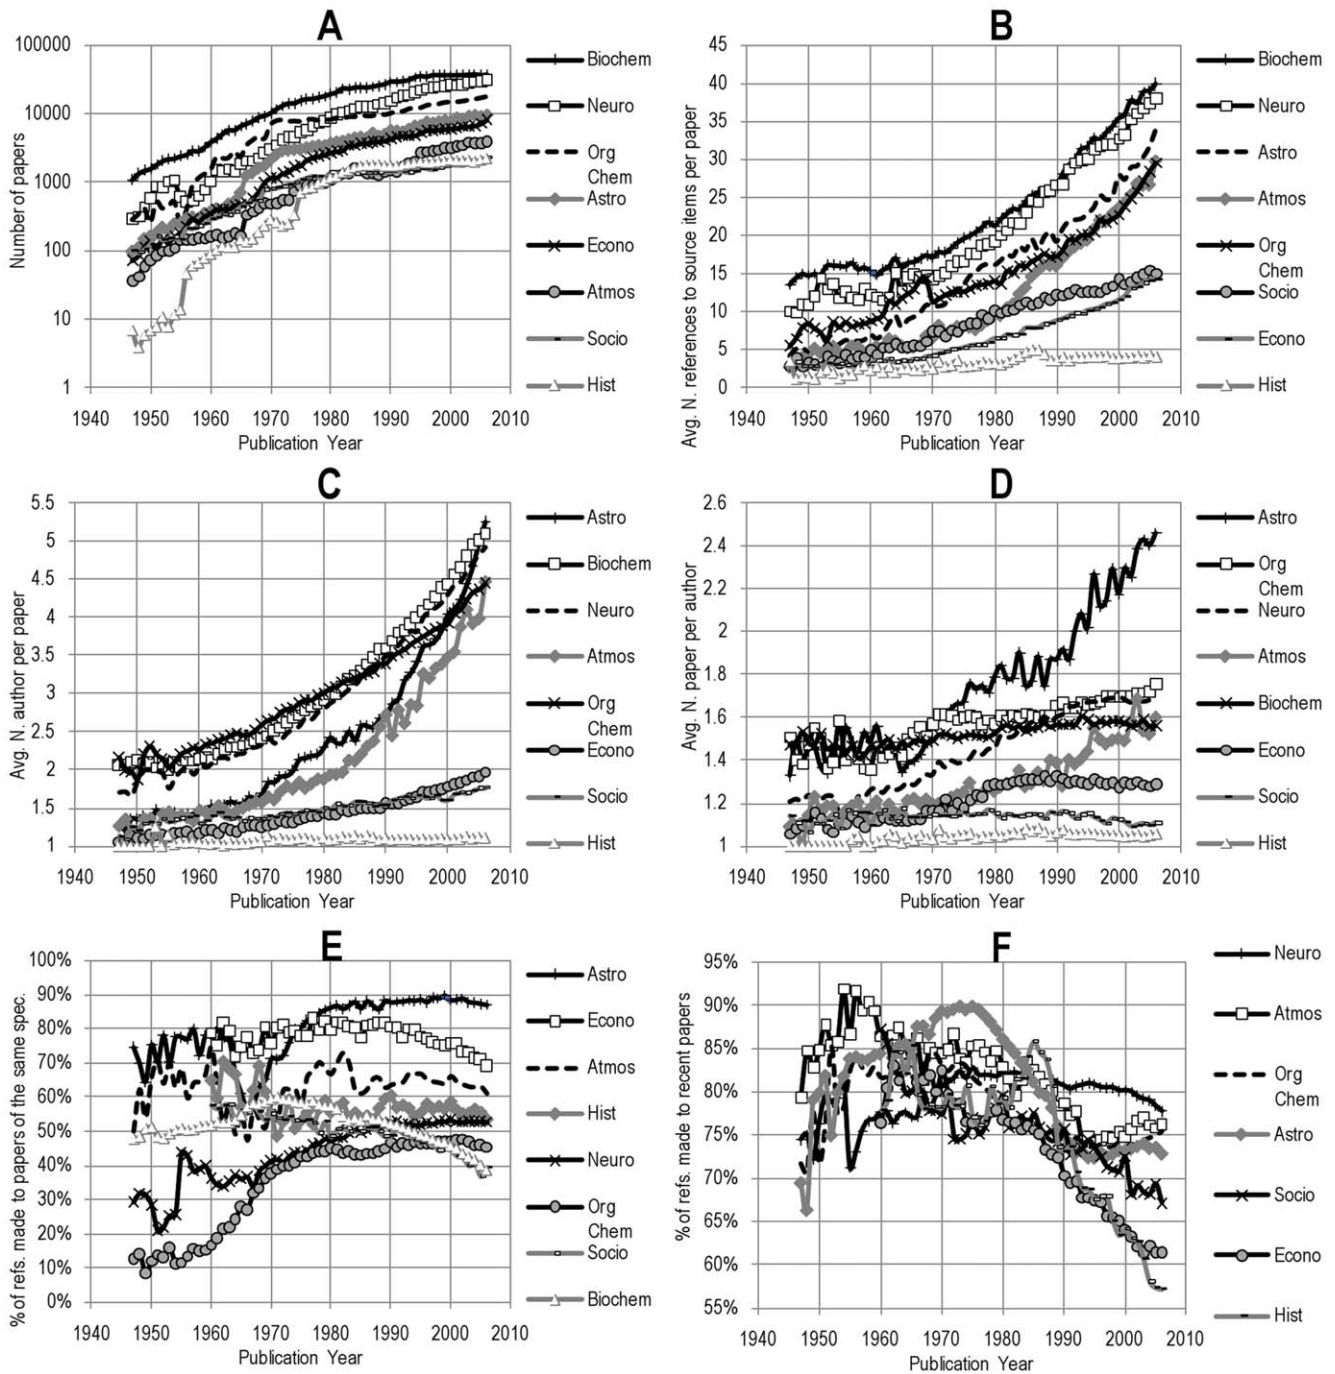 A
Number of papers
100000
10000
1000
100
10
1
1940 1950 1960 1970 1980 1990 2000 2010
Publication Year
Biochem
Neuro
Org
Chem
Astro
Econo
Atmos
Socio
Hist
B
Avg. N. references to source items per paper
45
40
35
30
25
20
15
10
5
0
1940 1950 1960 1970 1980 1990 2000 2010
Publication Year
Biochem
Neuro
Astro
Atmos
Org
Chem
Socio
Econo
Hist
C
Avg. N. author per paper
5.5
5
4.5
4
3.5
3
2.5
2
1.5
1
1940 1950 1960 1970 1980 1990 2000 2010
Publication Year
Astro
Biochem
Neuro
Atmos
Org
Chem
Econo
Socio
Hist
D
Avg. N. paper per author
2.6
2.4
2.2
2
1.8
1.6
1.4
1.2
1
1940 1950 1960 1970 1980 1990 2000 2010
Publication Year
Astro
Org
Chem
Neuro
Atmos
Biochem
Econo
Socio
Hist
E
% of refs. made to papers of the same spec.
100%
90%
80%
70%
60%
50%
40%
30%
20%
10%
0%
1940 1950 1960 1970 1980 1990 2000 2010
Publication Year
Astro
Econo
Atmos
Hist
Neuro
Org
Chem
Socio
Biochem
F
% of refs. made to recent papers
95%
90%
85%
80%
75%
70%
65%
60%
55%
1940 1950 1960 1970 1980 1990 2000 2010
Publication Year
Neuro
Atmos
Org
Chem
Astro
Socio
Econo
Hist